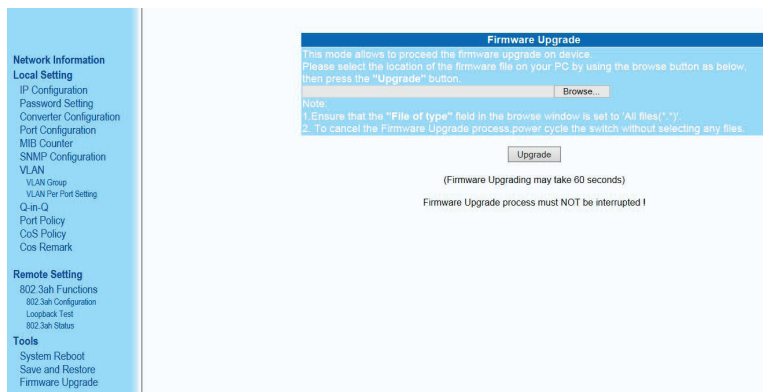 Network Information
Local Setting
IP Configuration
Password Setting
Converter Configuration
Port Configuration
MIB Counter
SNMP Configuration
VLAN
VLAN Group
VLAN Per Port Setting
Q-in-Q
Port Policy
CoS Policy
Cos Remark
Remote Setting
802.3ah Functions
802.3ah Configuration
Loopback Test
802.3ah Status
Tools
System Reboot
Save and Restore
Firmware Upgrade
Firmware Upgrade
This mode allows to proceed the firmware upgrade on device.
Please select the location of the firmware file on your PC by using the browse button as below,
then press the "Upgrade" button.
Browse...
Note:
1.Ensure that the "File of type" field in the browse window is set to 'All files(*.*)'.
2. To cancel the Firmware Upgrade process,power cycle the switch without selecting any files.
Upgrade
(Firmware Upgrading may take 60 seconds)
Firmware Upgrade process must NOT be interrupted !